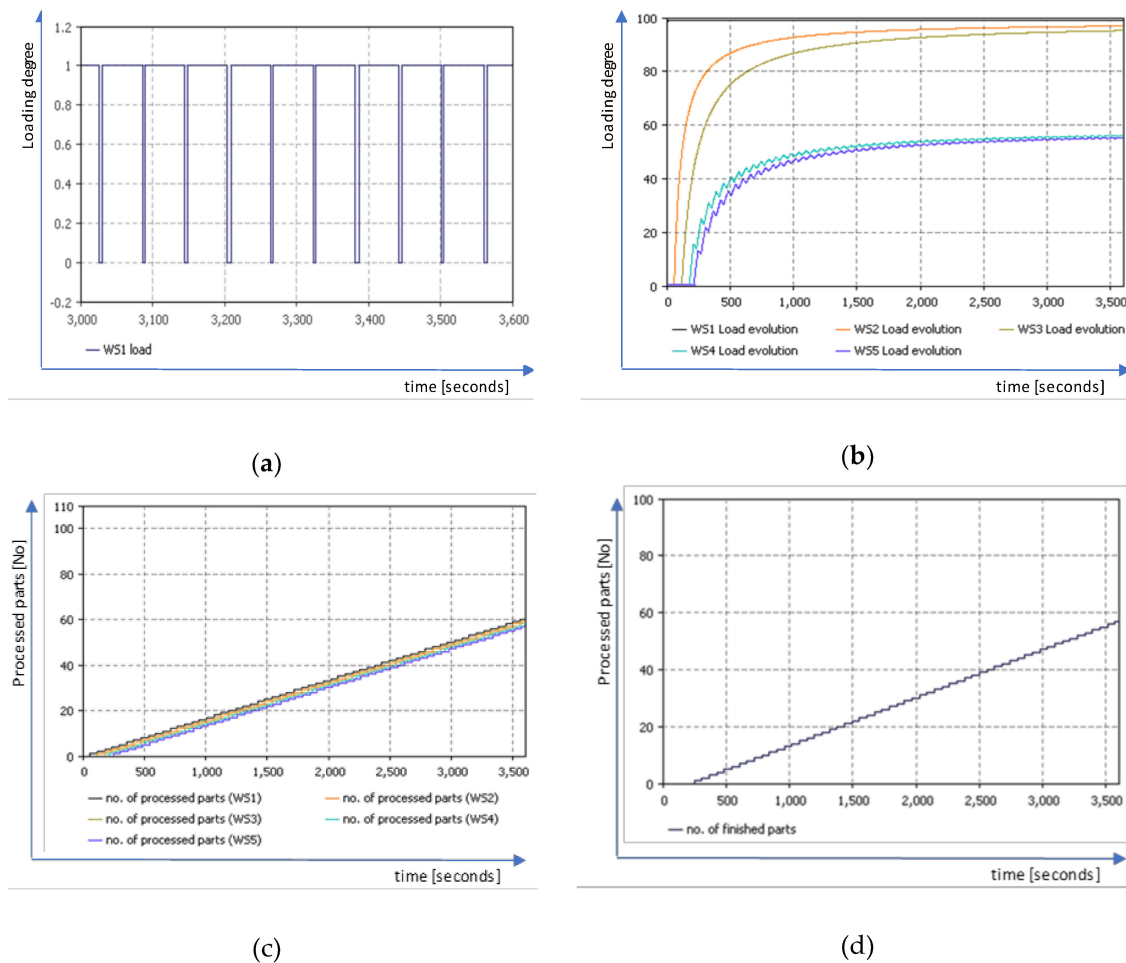 Loading degree
1.2
1
0.8
0.6
0.4
0.2
0
-0.2
3,000 3,100 3,200 3,300 3,400 3,500 3,600
WS1 load
time [seconds]
(a)
Loading degree
100
80
60
40
20
0
0 500 1,000 1,500 2,000 2,500 3,000 3,500
WS1 Load evolution WS2 Load evolution WS3 Load evolution
WS4 Load evolution WS5 Load evolution
time [seconds]
(b)
Processed parts [No]
110
100
80
60
40
20
0
0 500 1,000 1,500 2,000 2,500 3,000 3,500
no. of processed parts (WS1) no. of processed parts (WS2)
no. of processed parts (WS3) no. of processed parts (WS4)
no. of processed parts (WS5)
time [seconds]
(c)
Processed parts [No]
100
80
60
40
20
0
0 500 1,000 1,500 2,000 2,500 3,000 3,500
no. of finished parts
time [seconds]
(d)